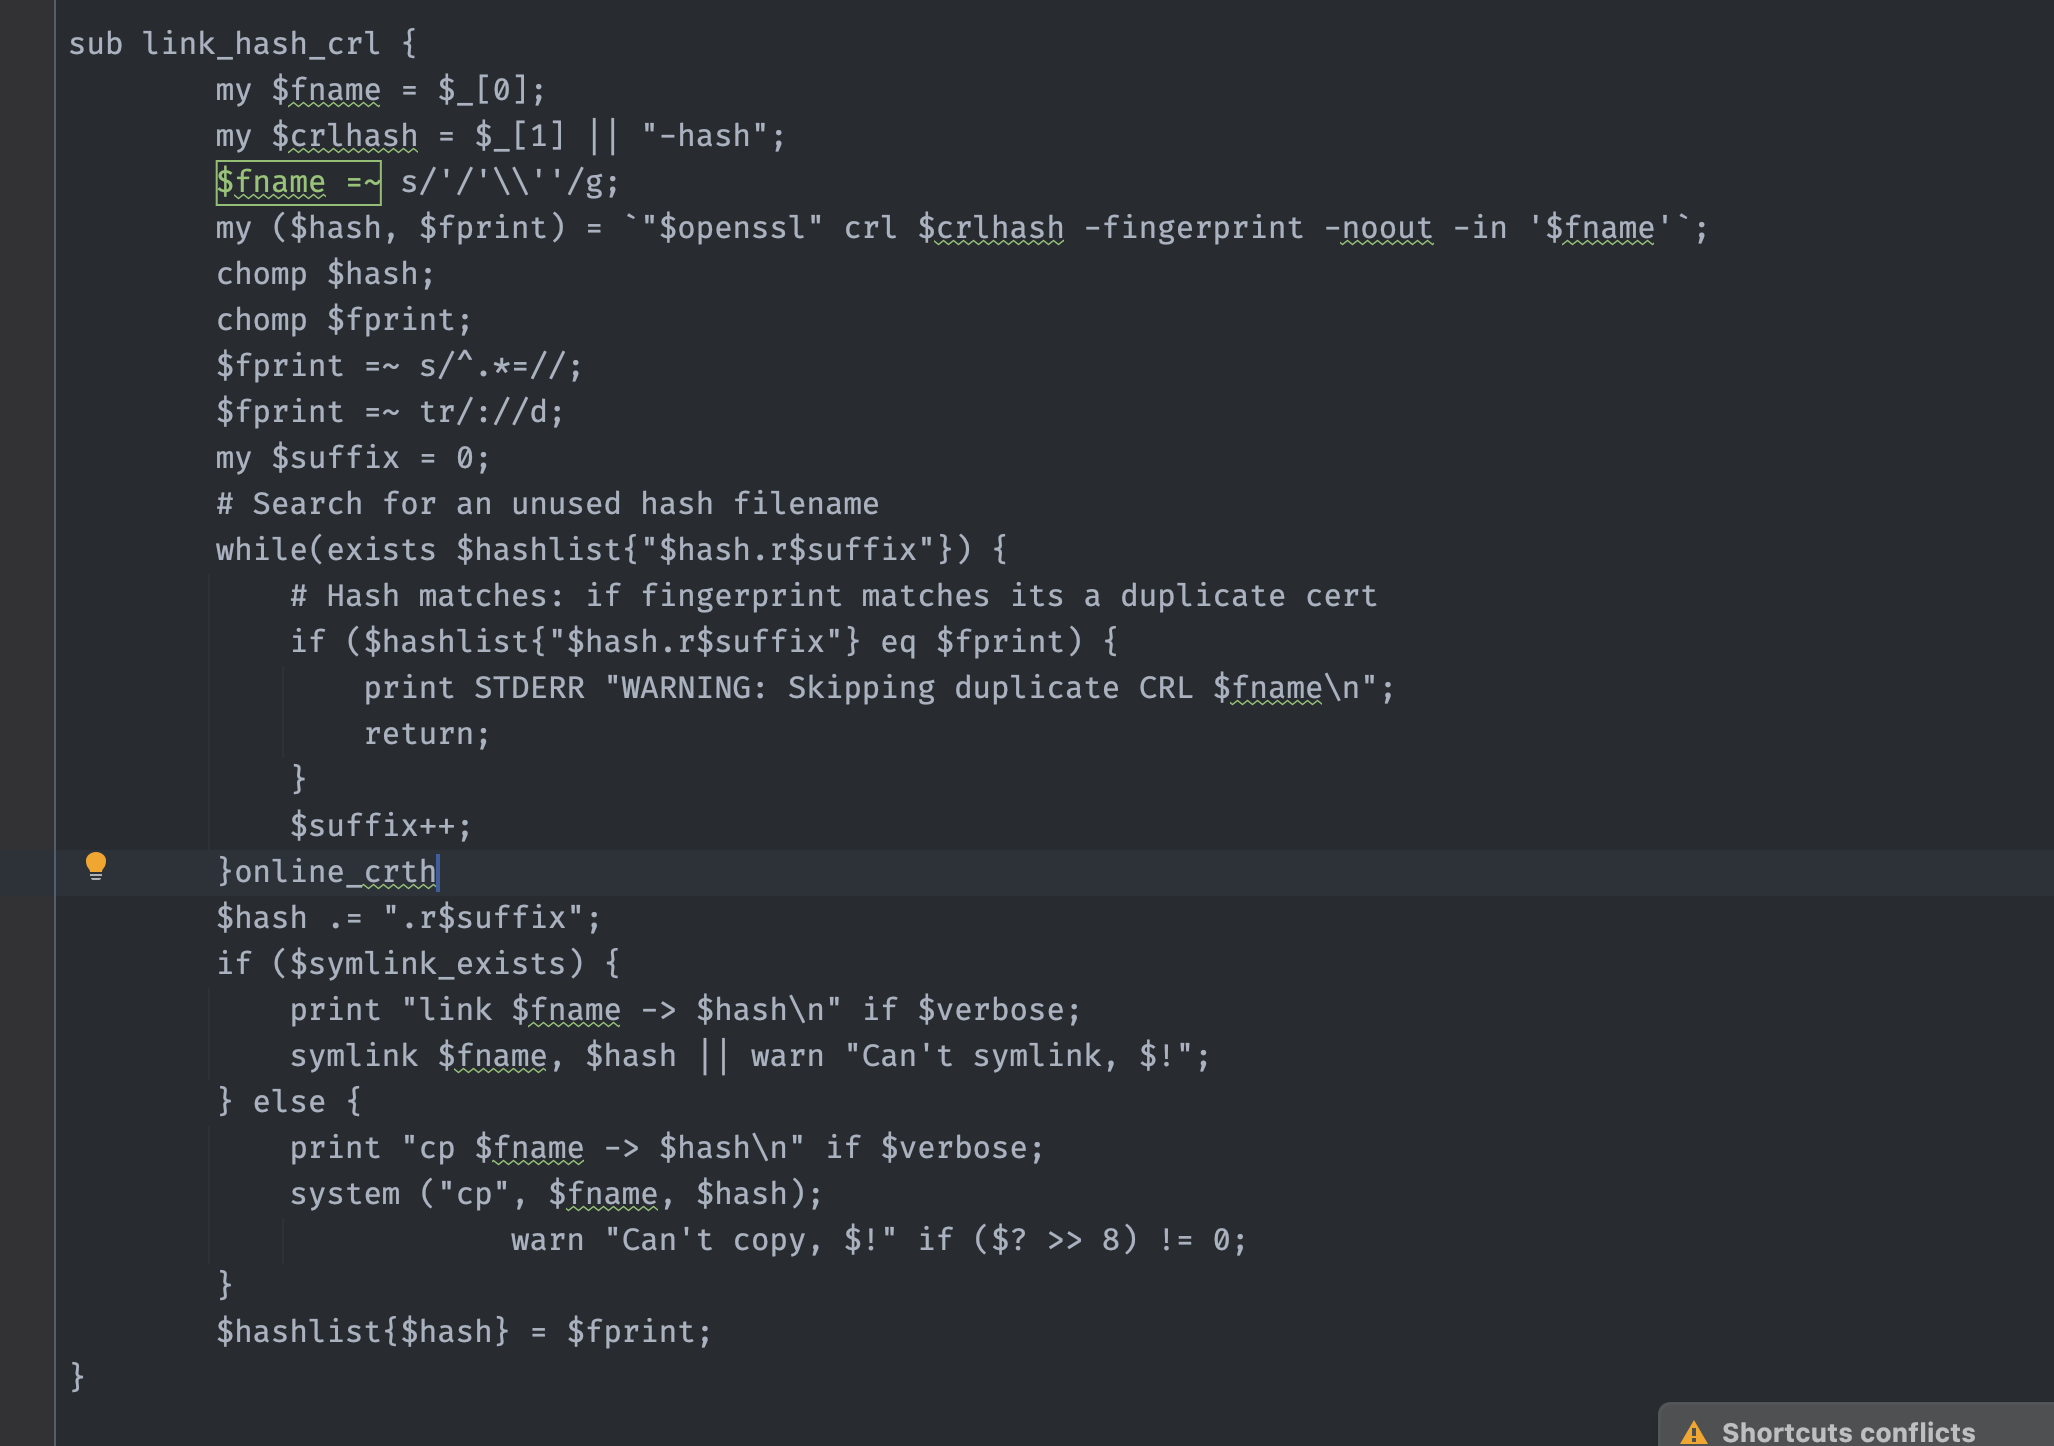 sub link_hash_crl {
my $fname = $_[0];
my $crlhash = $_[1] || "-hash";
$fname =~ s/'/'\\''/g;
my ($hash, $fprint) = `"$openssl" crl $crlhash -fingerprint -noout -in '$fname'`;
chomp $hash;
chomp $fprint;
$fprint =~ s/^.*=//;
$fprint =~ tr/://d;
my $suffix = 0;
# Search for an unused hash filename
while(exists $hashlist{"$hash.r$suffix"}) {
# Hash matches: if fingerprint matches its a duplicate cert
if ($hashlist{"$hash.r$suffix"} eq $fprint) {
print STDERR "WARNING: Skipping duplicate CRL $fname\n";
return;
}
$suffix++;
}online_crth
$hash .= ".r$suffix";
if ($symlink_exists) {
print "link $fname -> $hash\n" if $verbose;
symlink $fname, $hash || warn "Can't symlink, $!";
} else {
print "cp $fname -> $hash\n" if $verbose;
system ("cp", $fname, $hash);
warn "Can't copy, $!" if ($? >> 8) != 0;
}
$hashlist{$hash} = $fprint;
}
Shortcuts conflicts